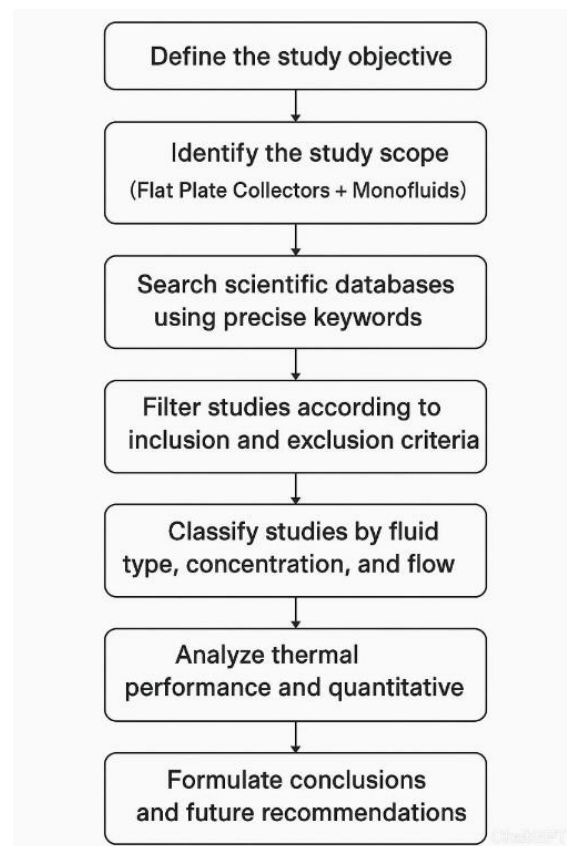 Define the study objective
Identify the study scope
(Flat Plate Collectors + Monofluids)
Search scientific databases
using precise keywords
Filter studies according to
inclusion and exclusion criteria
Classify studies by fluid
type, concentration, and flow
Analyze thermal
performance and quantitative
Formulate conclusions
and future recommendations
ChatGPT